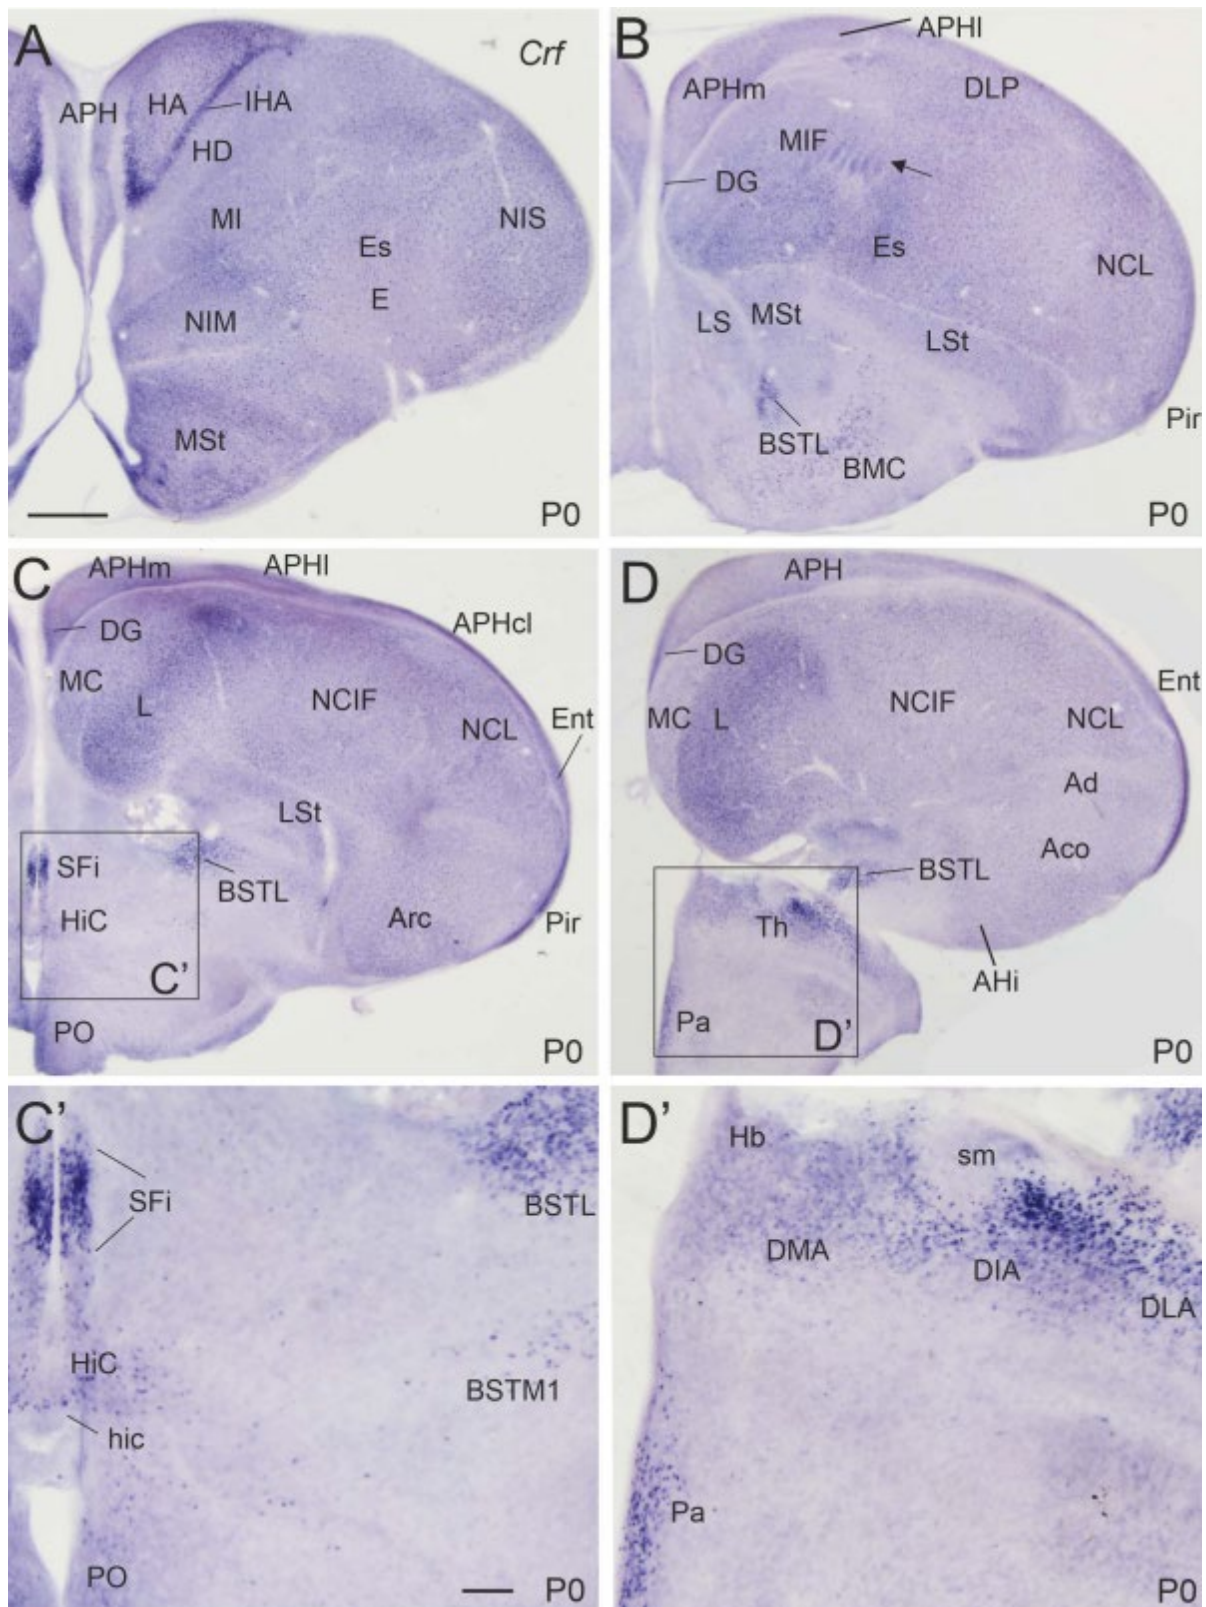 A
Crf
APH
HA
IHA
HD
MI
Es
NIS
E
NIM
MSt
P0
B
APHl
APHm
DLP
MIF
DG
Es
NCL
LS
MSt
LSt
Pir
BSTL
BMC
P0
C
APHm
APHl
APHcl
DG
MC
L
NCIF
Ent
NCL
LSt
SFi
BSTL
HiC
Arc
Pir
C'
PO
P0
D
APH
DG
Ent
MC
L
NCIF
NCL
Ad
Aco
BSTL
Th
AHi
Pa
D'
P0
C'
SFi
BSTL
HiC
BSTM1
hic
PO
P0
D'
Hb
sm
DMA
DIA
DLA
Pa
P0